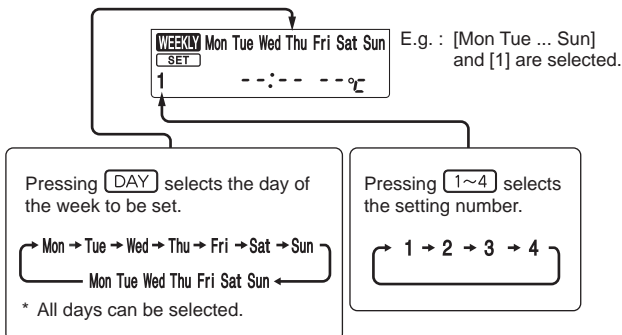 WEEKLY Mon Tue Wed Thu Fri Sat Sun
SET
1 --:-- --°C
E.g. : [Mon Tue ... Sun]
and [1] are selected.
Pressing DAY selects the day of
the week to be set.
Mon → Tue → Wed → Thu → Fri → Sat → Sun
Mon Tue Wed Thu Fri Sat Sun
* All days can be selected.
Pressing 1~4 selects
the setting number.
1 → 2 → 3 → 4